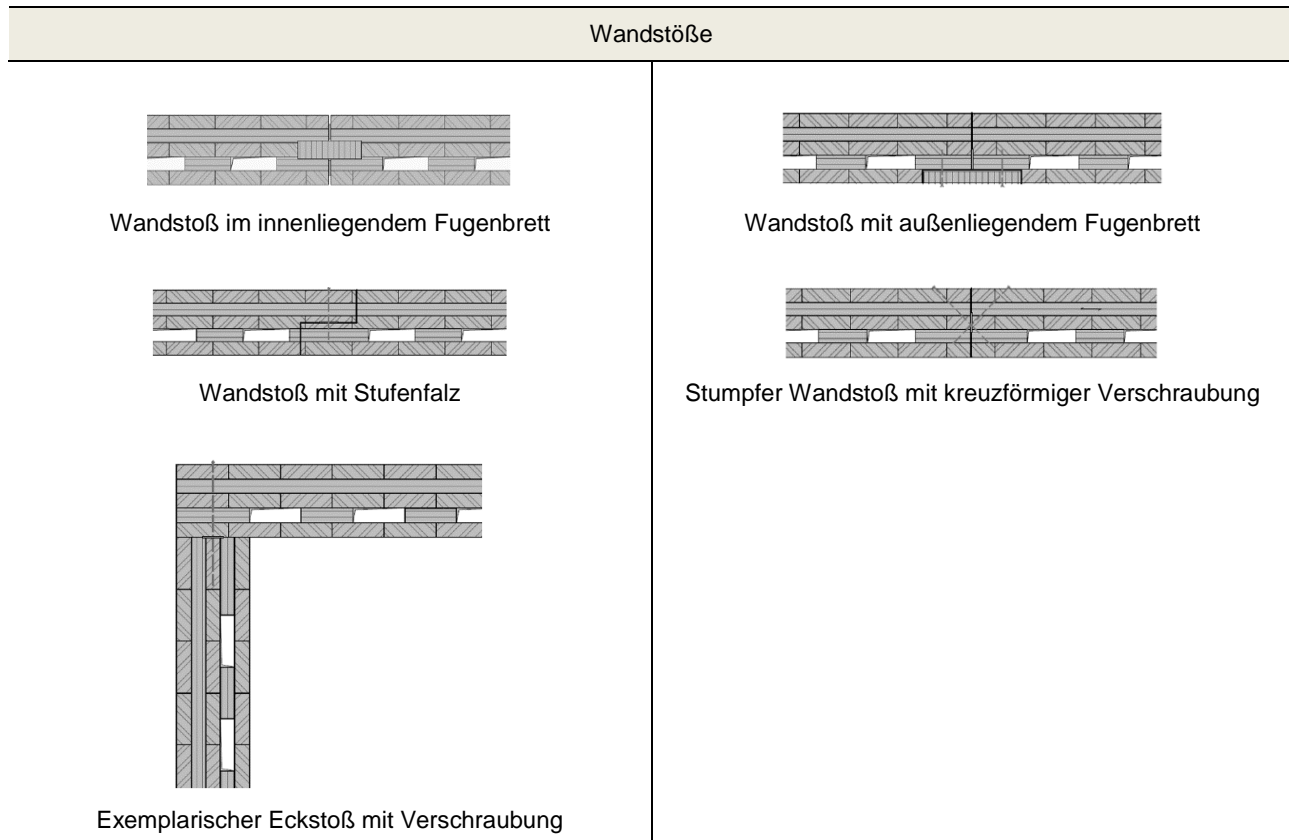 Wandstöße
Wandstoß im innenliegendem Fugenbrett
Wandstoß mit außenliegendem Fugenbrett
Wandstoß mit Stufenfalz
Stumpfer Wandstoß mit kreuzförmiger Verschraubung
Exemplarischer Eckstoß mit Verschraubung